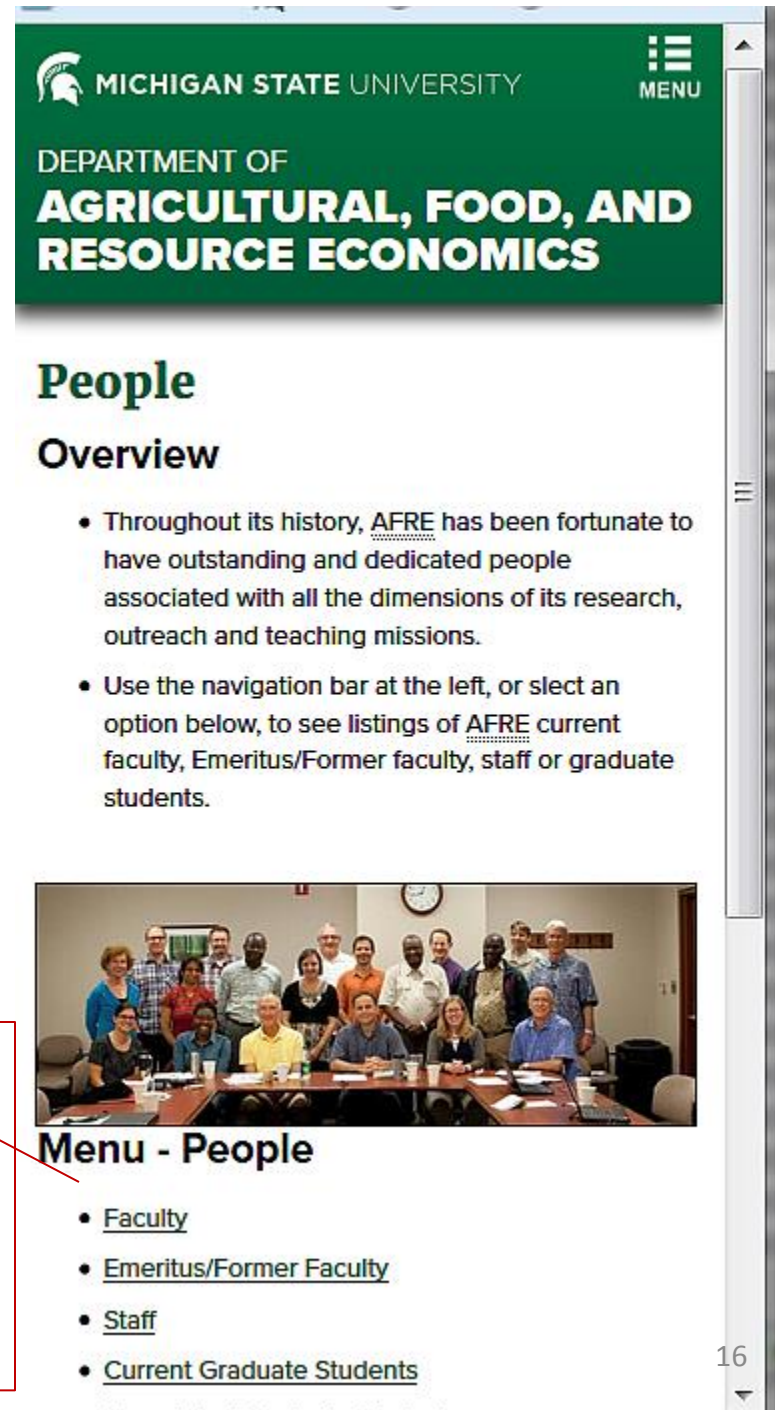 MICHIGAN STATE UNIVERSITY
MENU
DEPARTMENT OF
AGRICULTURAL, FOOD, AND
RESOURCE ECONOMICS
People
Overview
• Throughout its history, AFRE has been fortunate to
have outstanding and dedicated people
associated with all the dimensions of its research,
outreach and teaching missions.
• Use the navigation bar at the left, or slect an
option below, to see listings of AFRE current
faculty, Emeritus/Former faculty, staff or graduate
students.
Menu - People
• Faculty
• Emeritus/Former Faculty
• Staff
• Current Graduate Students
16